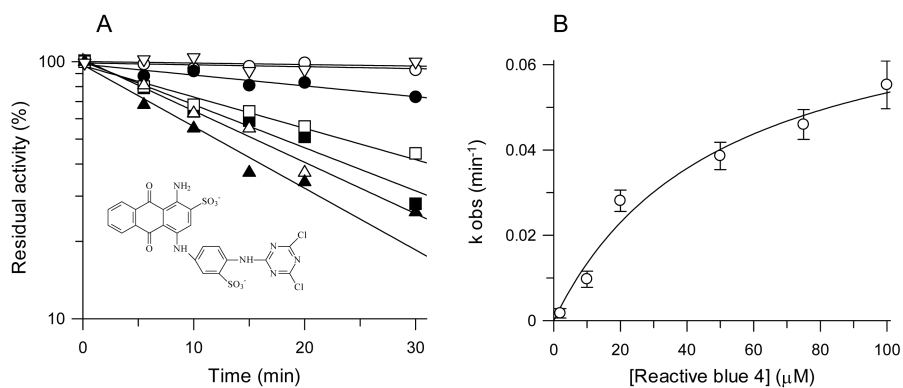 A
Residual activity (%)
100
10
O
NH₂
SO₃⁻
O
NH
NH
SO₃⁻
N
N
N
Cl
Cl
0
10
15
20
30
Time (min)
B
k obs (min⁻¹)
0.06
0.04
0.02
0
0
20
40
60
80
100
[Reactive blue 4] (μM)